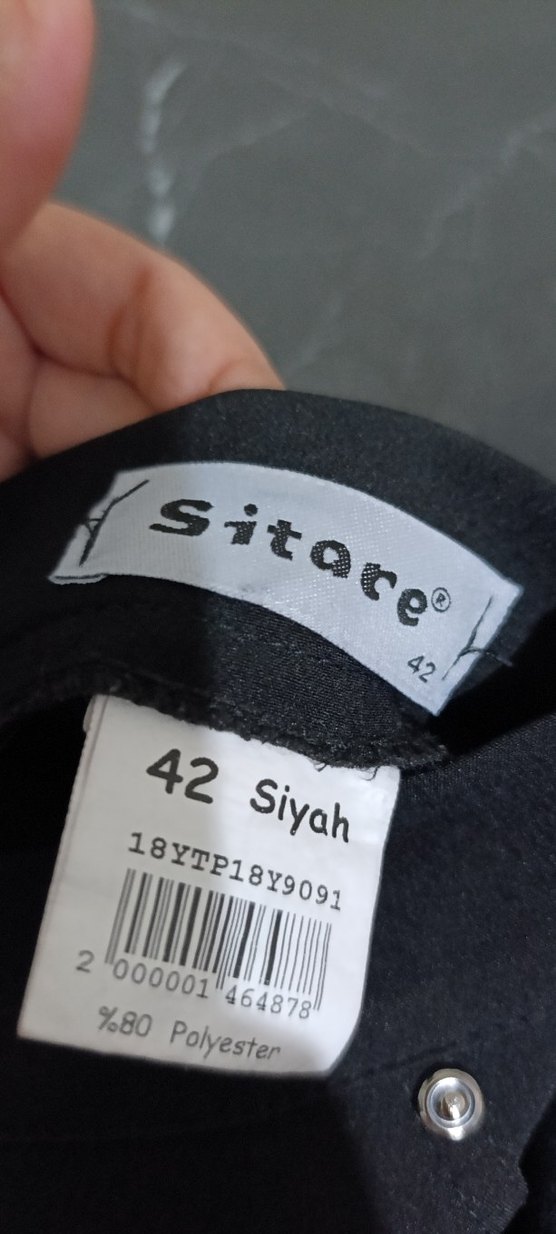 Sitare®
42
42 Siyah
18YTP18Y9091
2 000001 464878
%80 Polyester